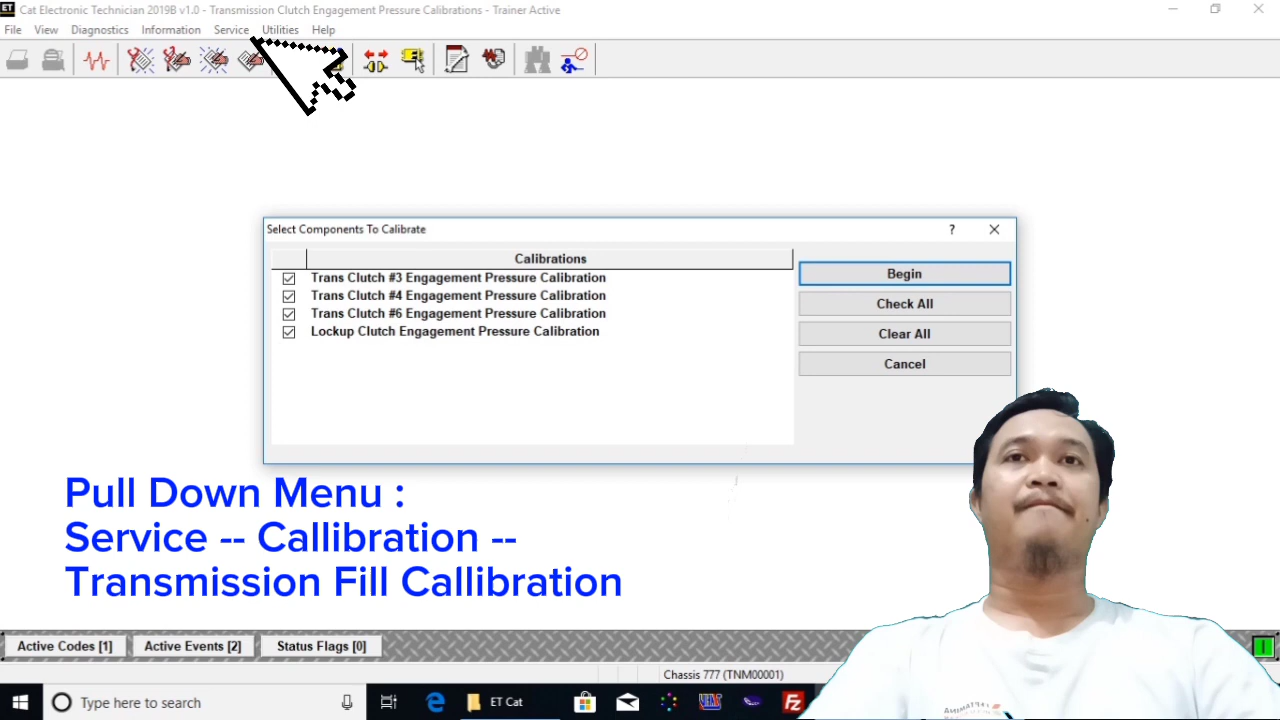 ET Cat Electronic Technician 2019B v1.0 - Transmission Clutch Engagement Pressure Calibrations - Trainer Active
File View Diagnostics Information Service Utilities Help
Select Components To Calibrate ?
Calibrations
Trans Clutch #3 Engagement Pressure Calibration
Trans Clutch #4 Engagement Pressure Calibration
Trans Clutch #6 Engagement Pressure Calibration
Lockup Clutch Engagement Pressure Calibration
Begin
Check All
Clear All
Cancel
Pull Down Menu :
Service -- Callibration --
Transmission Fill Callibration
Active Codes [1] Active Events [2] Status Flags [0]
Chassis 777 (TNM00001)
Type here to search ET Cat